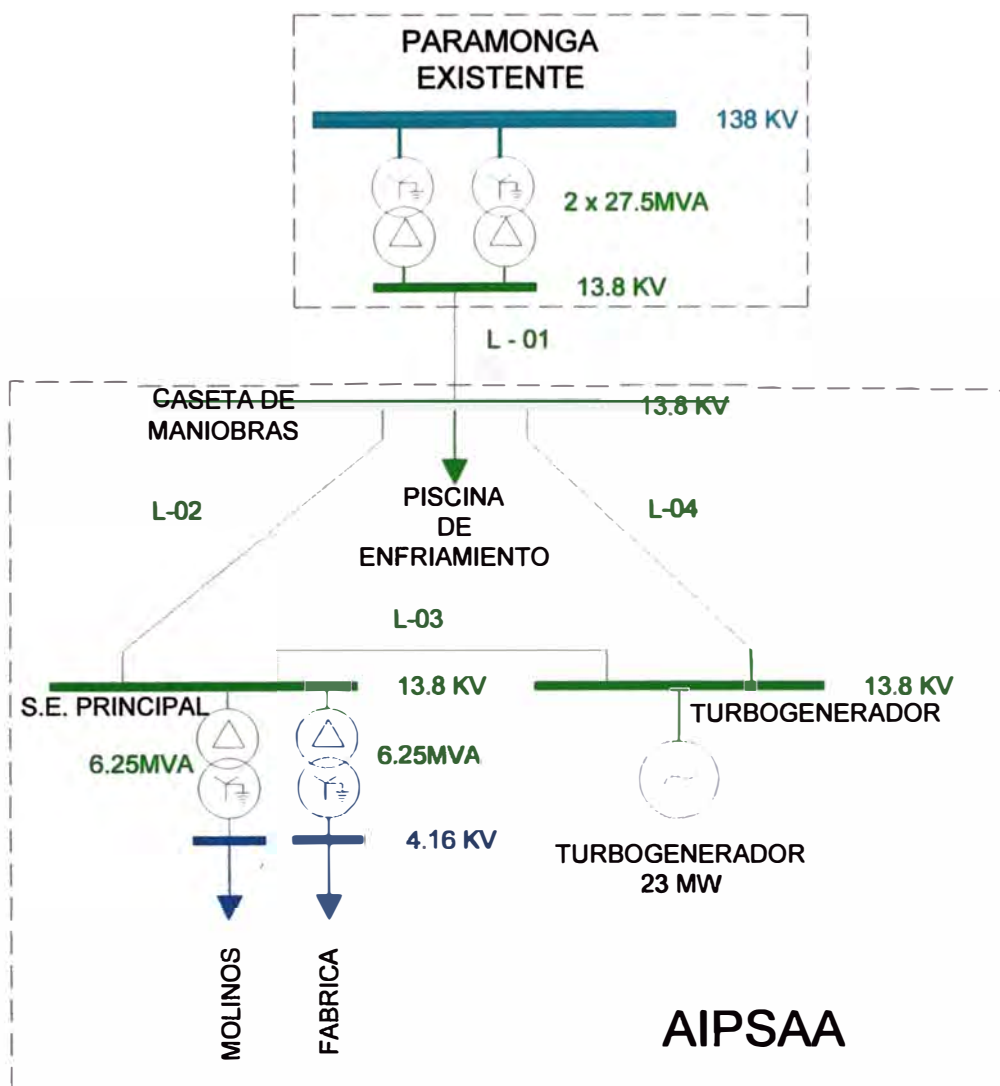 PARAMONGA
EXISTENTE
138 KV
2 x 27.5MVA
13.8 KV
L - 01
CASETA DE
MANIOBRAS
13.8 KV
L-02
PISCINA
DE
ENFRIAMIENTO
L-04
L-03
S.E. PRINCIPAL
13.8 KV
13.8 KV
TURBOGENERADOR
6.25MVA
6.25MVA
4.16 KV
TURBOGENERADOR
23 MW
MOLINOS
FABRICA
AIPSAA